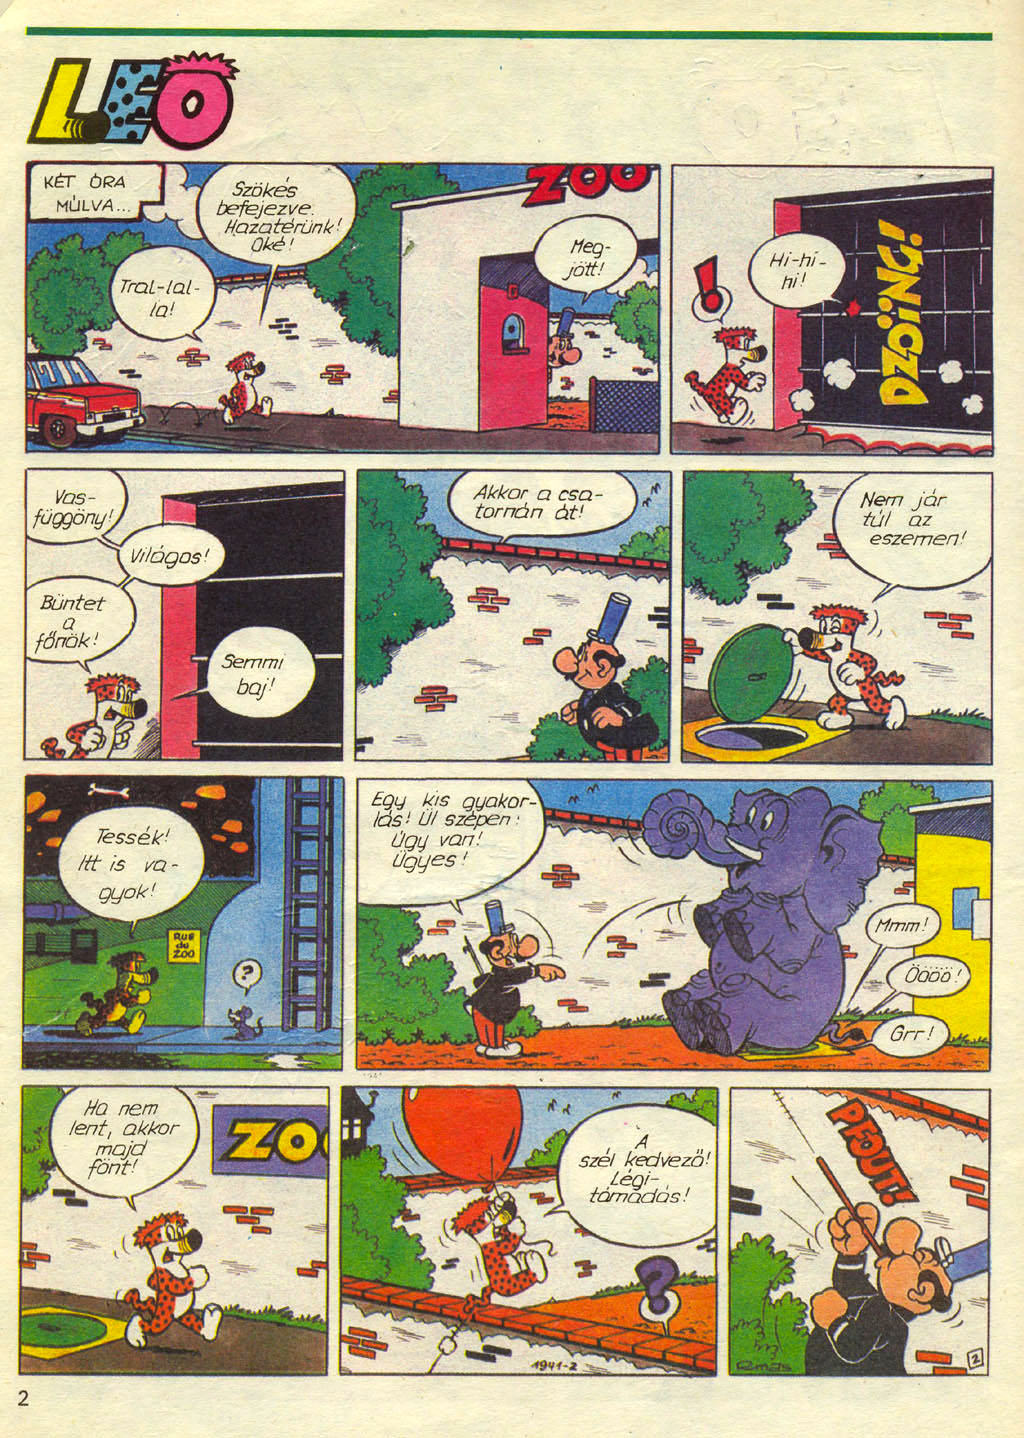 LEO
KÉT ÓRA
MÚLVA...
Tral-lal-
la!
Szökés
befejezve.
Hazatérünk!
Oké!
ZOO
Meg-
jött!
!
Hi-hi-
hi!
DZOÏNG!
Vas-
függöny!
Világos!
Büntet
a
főnök!
Semmi
baj!
Akkor a csa-
tornán át!
Nem jár
túl az
eszemen!
Tessék!
Itt is va-
gyok!
RUE
du
ZOO
?
Egy kis gyakor-
lás! Ül szépen!
Úgy van!
Ügyes!
Mmm!
Öööö!
Grr!
Ha nem
lent, akkor
majd
fönt!
ZOO
A
szél kedvező!
Légi-
támadás!
?
1941-2
PFOUT!
2
2